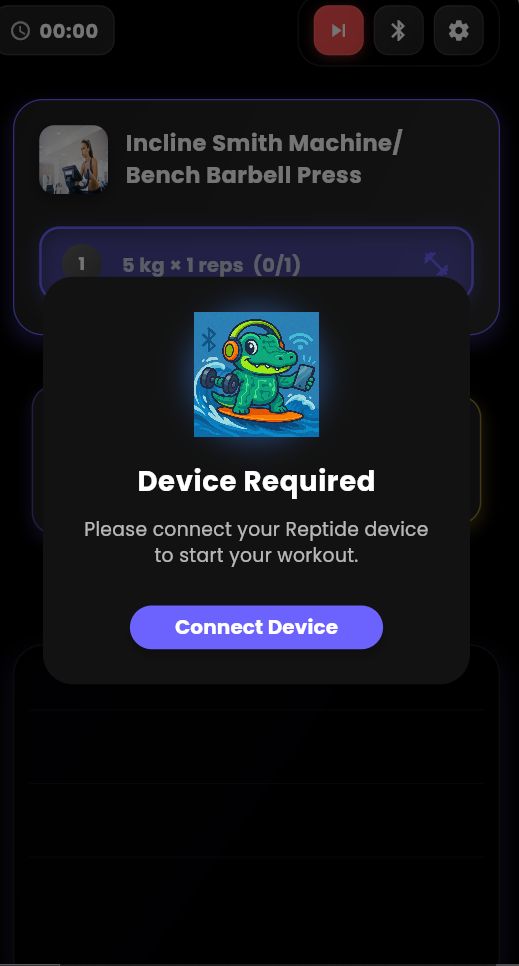 00:00
Incline Smith Machine/
Bench Barbell Press
1
5 kg × 1 reps (0/1)
Device Required
Please connect your Reptide device
to start your workout.
Connect Device